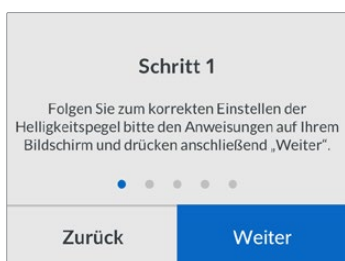 Schritt 1
Folgen Sie zum korrekten Einstellen der
Helligkeitspegel bitte den Anweisungen auf Ihrem
Bildschirm und drücken anschließend „Weiter“.
Zurück
Weiter